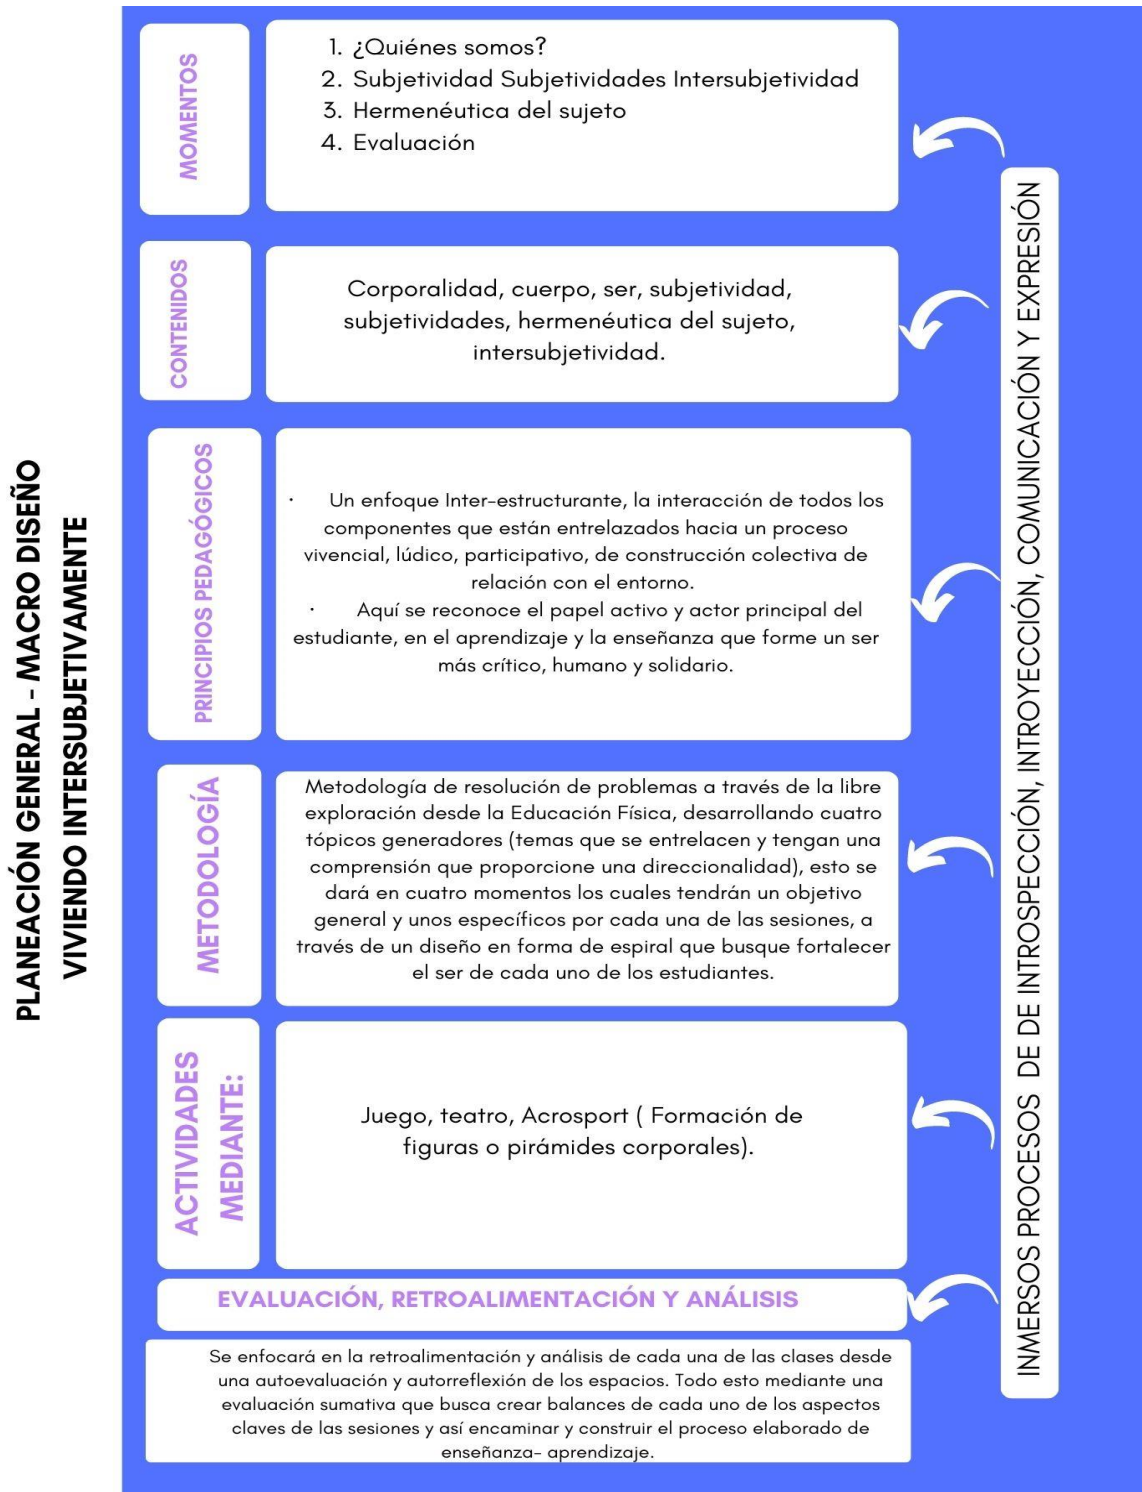 PLANEACIÓN GENERAL - MACRO DISEÑO
VIVIENDO INTERSUBJETIVAMENTE
MOMENTOS
1. ¿Quiénes somos?
2. Subjetividad Subjetividades Intersubjetividad
3. Hermenéutica del sujeto
4. Evaluación
CONTENIDOS
Corporalidad, cuerpo, ser, subjetividad,
subjetividades, hermenéutica del sujeto,
intersubjetividad.
PRINCIPIOS PEDAGÓGICOS
· Un enfoque Inter-estructurante, la interacción de todos los
componentes que están entrelazados hacia un proceso
vivencial, lúdico, participativo, de construcción colectiva de
relación con el entorno.
· Aquí se reconoce el papel activo y actor principal del
estudiante, en el aprendizaje y la enseñanza que forme un ser
más crítico, humano y solidario.
METODOLOGÍA
Metodología de resolución de problemas a través de la libre
exploración desde la Educación Física, desarrollando cuatro
tópicos generadores (temas que se entrelacen y tengan una
comprensión que proporcione una direccionalidad), esto se
dará en cuatro momentos los cuales tendrán un objetivo
general y unos específicos por cada una de las sesiones, a
través de un diseño en forma de espiral que busque fortalecer
el ser de cada uno de los estudiantes.
ACTIVIDADES
MEDIANTE:
Juego, teatro, Acrosport ( Formación de
figuras o pirámides corporales).
EVALUACIÓN, RETROALIMENTACIÓN Y ANÁLISIS
Se enfocará en la retroalimentación y análisis de cada una de las clases desde
una autoevaluación y autorreflexión de los espacios. Todo esto mediante una
evaluación sumativa que busca crear balances de cada uno de los aspectos
claves de las sesiones y así encaminar y construir el proceso elaborado de
enseñanza- aprendizaje.
INMERSOS PROCESOS DE DE INTROSPECCIÓN, INTROYECCIÓN, COMUNICACIÓN Y EXPRESIÓN